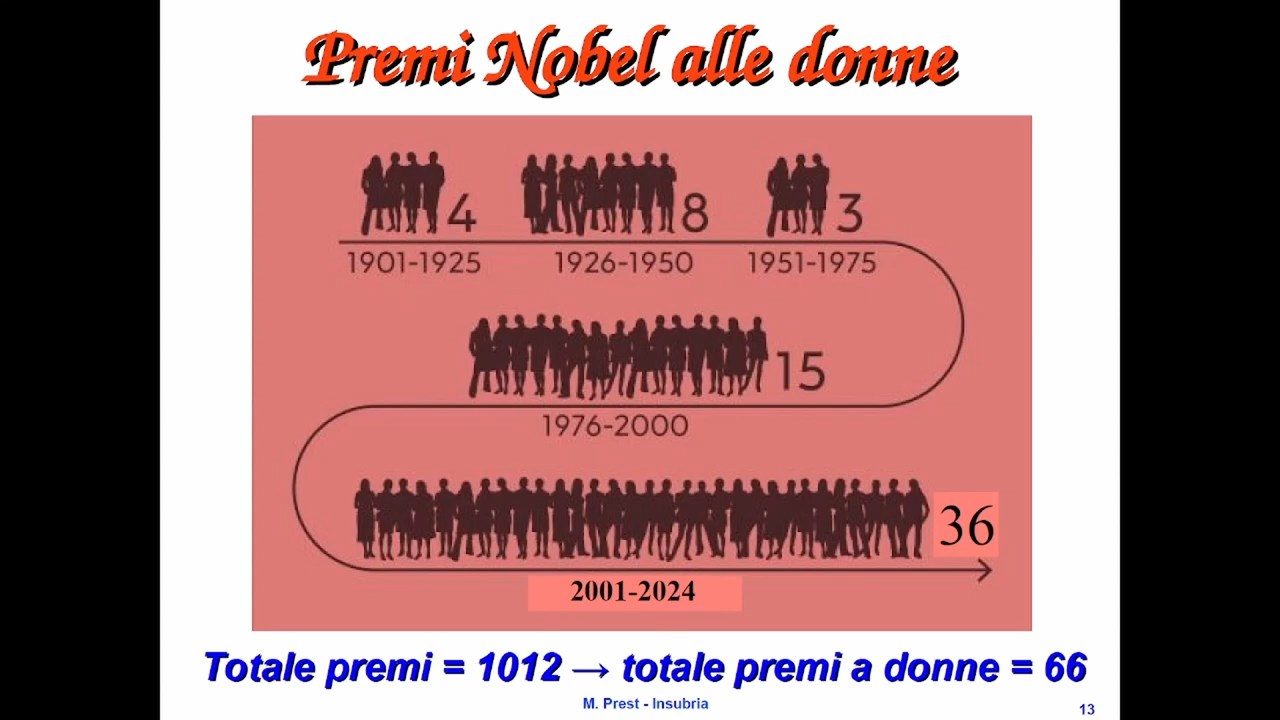 Premi Nobel alle donne
4 8 3
1901-1925 1926-1950 1951-1975
15
1976-2000
36
2001-2024
Totale premi = 1012 → totale premi a donne = 66
M. Prest - Insubria
13